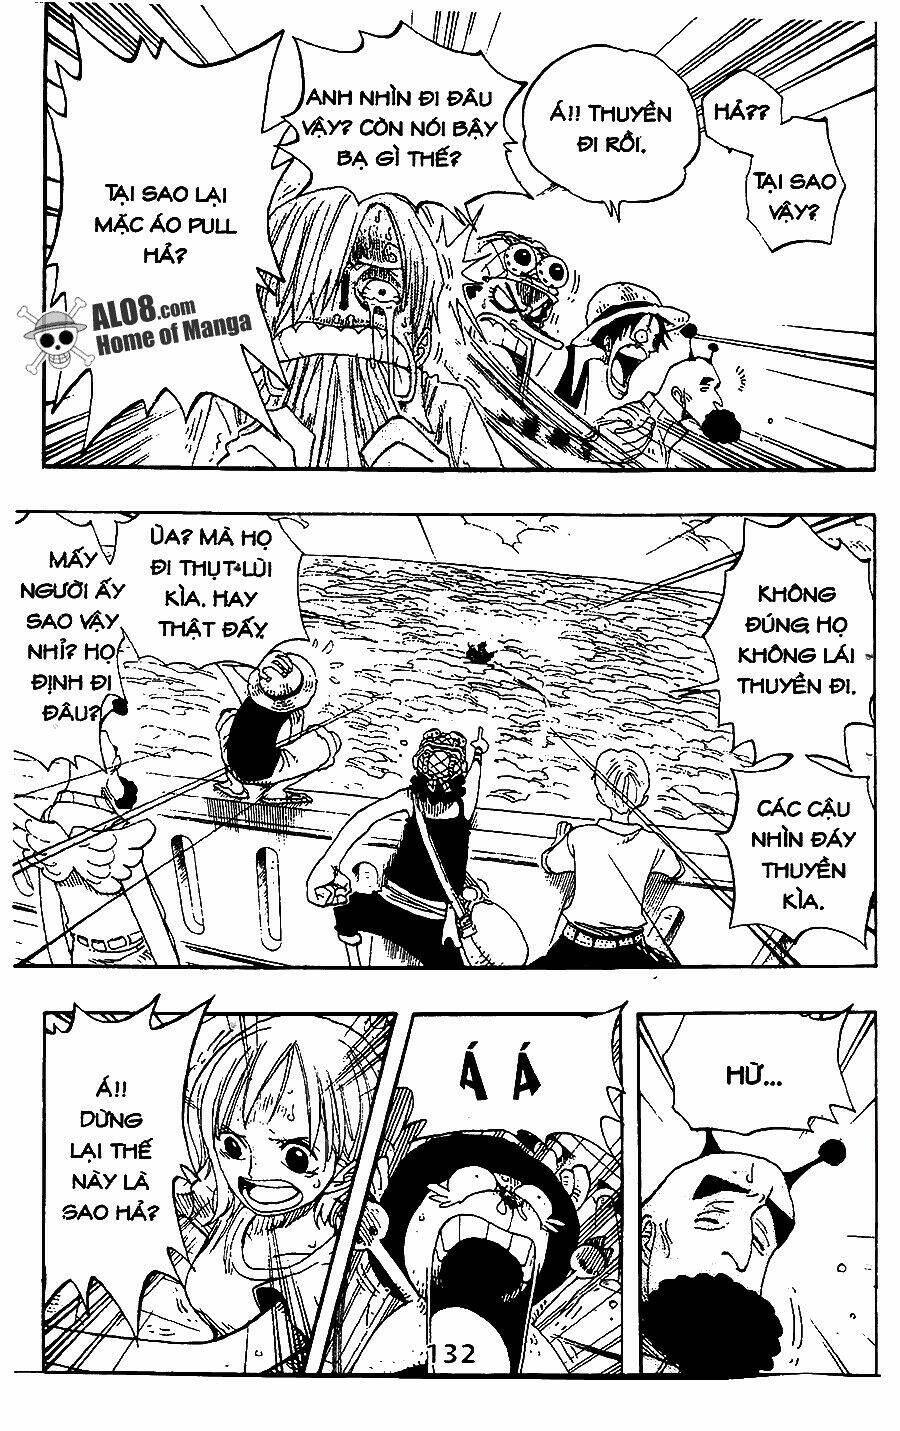 HẢ??
TẠI SAO
VẬY?
Á!! THUYỀN
ĐI RỒI.
ANH NHÌN ĐI ĐÂU
VẬY? CÒN NÓI BẬY
BẠ GÌ THẾ?
TẠI SAO LẠI
MẶC ÁO PULL
HẢ?
ALO8.com
Home of Manga
KHÔNG
ĐÚNG, HỌ
KHÔNG LÁI
THUYỀN ĐI.
CÁC CẬU
NHÌN ĐÁY
THUYỀN
KÌA.
ÙA? MÀ HỌ
ĐI THỤT LÙI
KÌA. HAY
THẬT ĐẤY.
MẤY
NGƯỜI ẤY
SAO VẬY
NHỈ? HỌ
ĐỊNH ĐI
ĐÂU?
HỪ...
Á Á
Á!!
DỪNG
LẠI THẾ
NÀY LÀ
SAO HẢ?
132